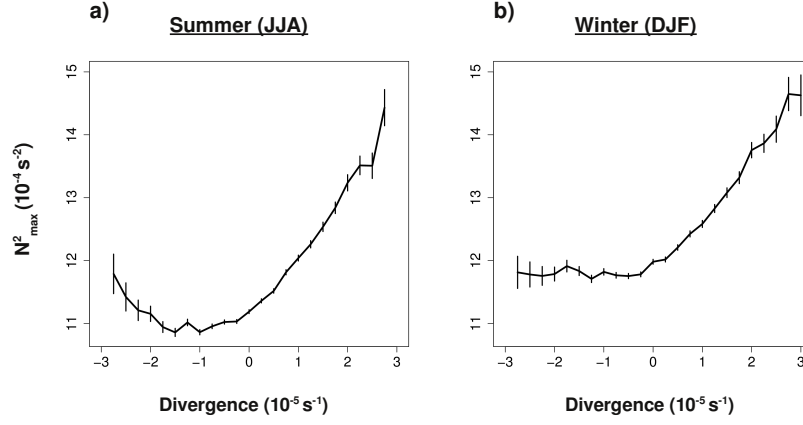 a)
Summer (JJA)
b)
Winter (DJF)
N²max (10⁻⁴ s⁻²)
15
14
13
12
11
−3 −2 −1 0 1 2 3
Divergence (10⁻⁵ s⁻¹)
15
14
13
12
11
−3 −2 −1 0 1 2 3
Divergence (10⁻⁵ s⁻¹)